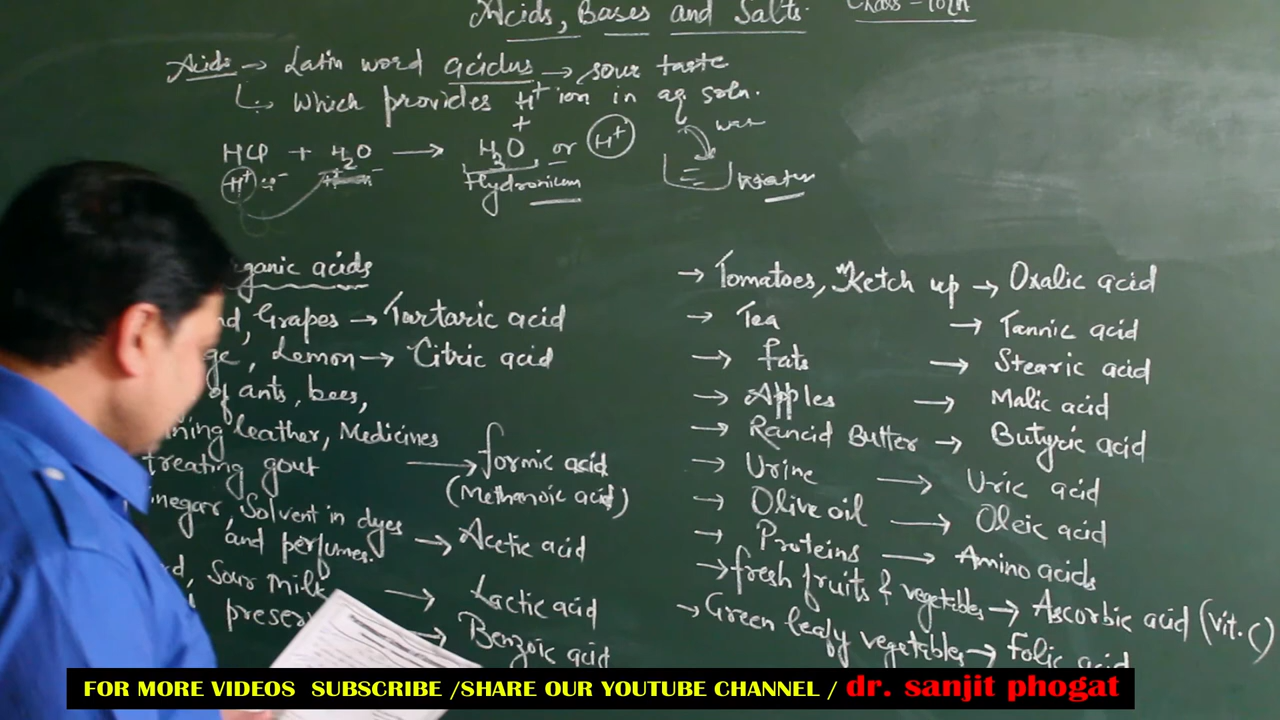 Acids, Bases and Salts. Class - 10th
Acids → Latin word acidus → sour taste
↳ Which provides H+ ion in aq soln.
HCl + H2O → H3O+ or H+
H+ Cl-
Hydronium
Water
ganic acids
nd, Grapes → Tartaric acid
ge, Lemon → Citric acid
of ants, bees,
ning leather, Medicines
treating gout → formic acid
(Methanoic acid)
inegar, Solvent in dyes
and perfumes. → Acetic acid
rd, Sour Milk → Lactic acid
preser → Benzoic acid
→ Tomatoes, Ketch up → Oxalic acid
→ Tea → Tannic acid
→ fats → Stearic acid
→ Apples → Malic acid
→ Rancid Butter → Butyric acid
→ Urine → Uric acid
→ Olive oil → Oleic acid
→ Proteins → Amino acids
→ fresh fruits & vegetables → Ascorbic acid (vit. C)
→ Green leafy vegetables → folic acid
FOR MORE VIDEOS SUBSCRIBE /SHARE OUR YOUTUBE CHANNEL / dr. sanjit phogat